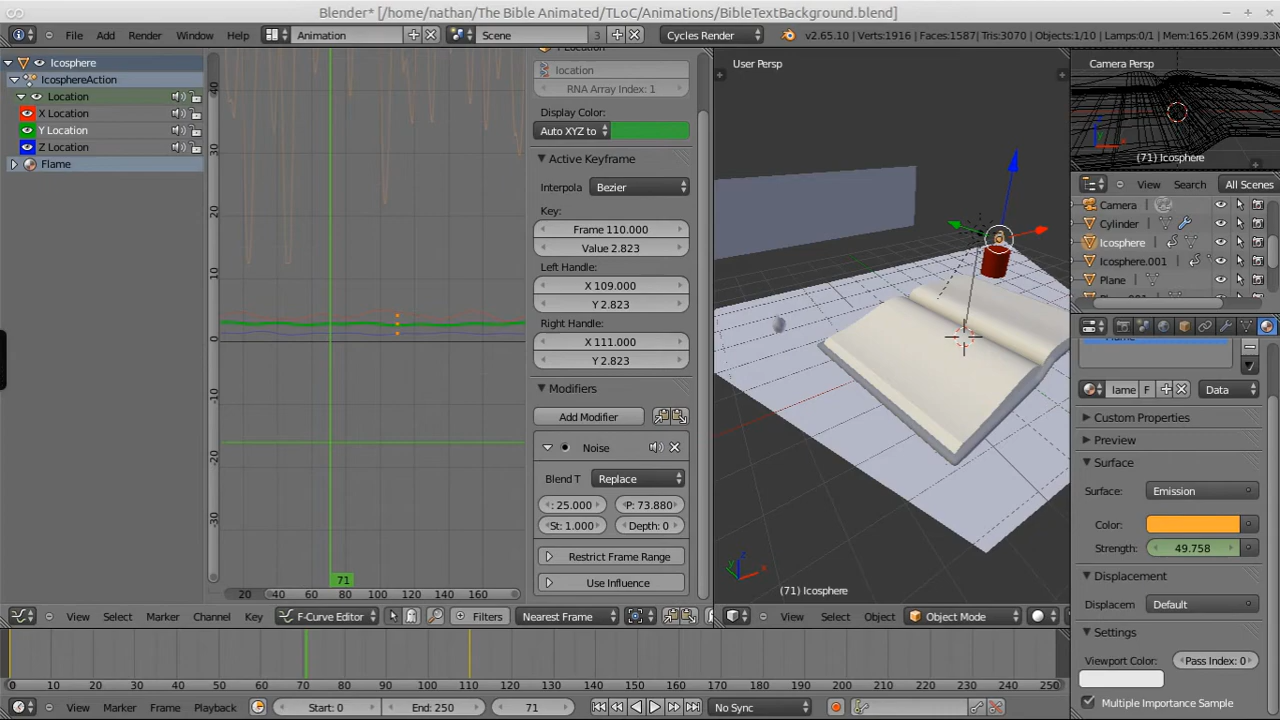 Blender* [/home/nathan/The Bible Animated/TLoC/Animations/BibleTextBackground.blend]
File Add Render Window Help Animation Scene 3 Cycles Render v2.65.10 | Verts:1916 | Faces:3587 | Tris:3070 | Objects:1/10 | Lamps:0/1 | Mem:165.26M (399.33M
Icosphere
IcosphereAction
Location
X Location
Y Location
Z Location
Flame
40
30
20
10
0
-10
-20
-30
71
20 40 60 80 100 120 140 160
location
RNA Array Index: 1
Display Color:
Auto XYZ to
Active Keyframe
Interpola Bezier
Key:
Frame 110.000
Value 2.823
Left Handle:
X 109.000
Y 2.823
Right Handle:
X 111.000
Y 2.823
Modifiers
Add Modifier
Noise
Blend T Replace
: 25.000 P: 73.880
St: 1.000 Depth: 0
Restrict Frame Range
Use Influence
User Persp
(71) Icosphere
Camera Persp
(71) Icosphere
View Search All Scenes
Camera
Cylinder
Icosphere
Icosphere.001
Plane
lame F Data
Custom Properties
Preview
Surface
Surface: Emission
Color:
Strength: 49.758
Displacement
Displacem Default
Settings
Viewport Color: Pass Index: 0
Multiple Importance Sample
View Select Marker Channel Key F-Curve Editor Filters Nearest Frame
View Select Object Object Mode
0 10 20 30 40 50 60 70 80 90 100 110 120 130 140 150 160 170 180 190 200 210 220 230 240 250
View Marker Frame Playback Start: 0 End: 250 71 No Sync